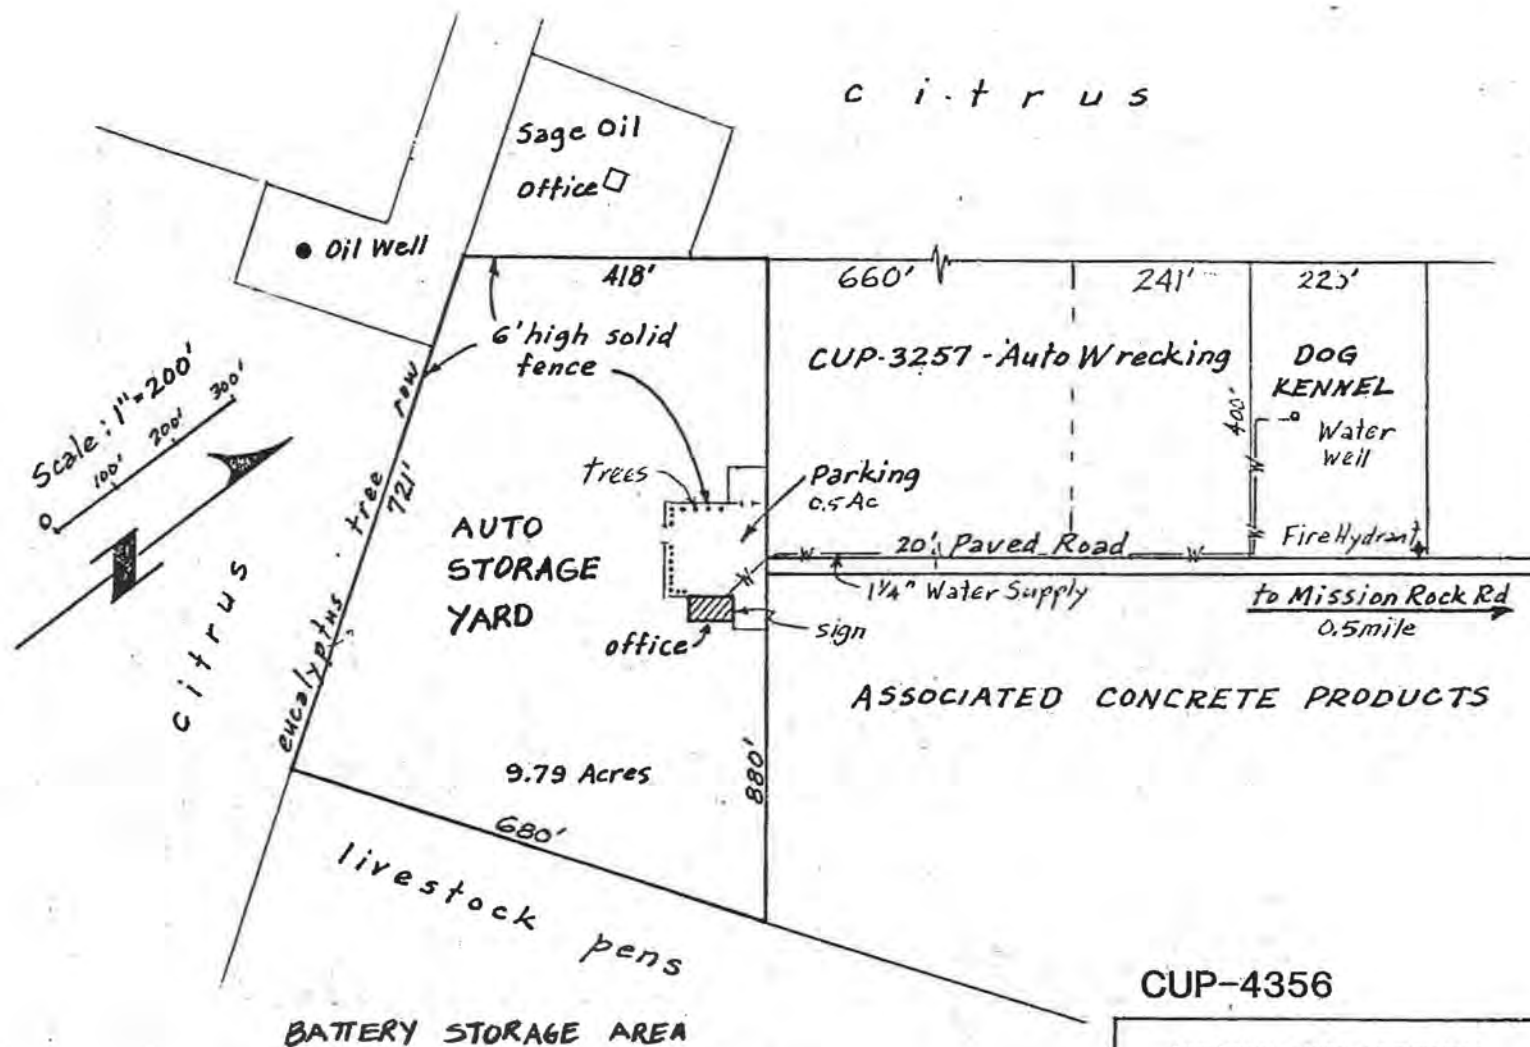 c i t r u s
Sage Oil
Office
Oil Well
418'
660'
241'
6' high solid
fence
CUP-3257 - Auto Wrecking
DOG
KENNEL
400'
Water
well
Scale: 1"=200'
0 100' 200' 300'
eucalyptus tree row
721'
trees
Parking
0.5 Ac
AUTO
STORAGE
YARD
W 20' Paved Road W
W
W
W
Fire Hydrant
1¼" Water Supply
to Mission Rock Rd
0.5 mile
office
sign
citrus
ASSOCIATED CONCRETE PRODUCTS
9.79 Acres
880'
680'
livestock pens
CUP-4356
BATTERY STORAGE AREA